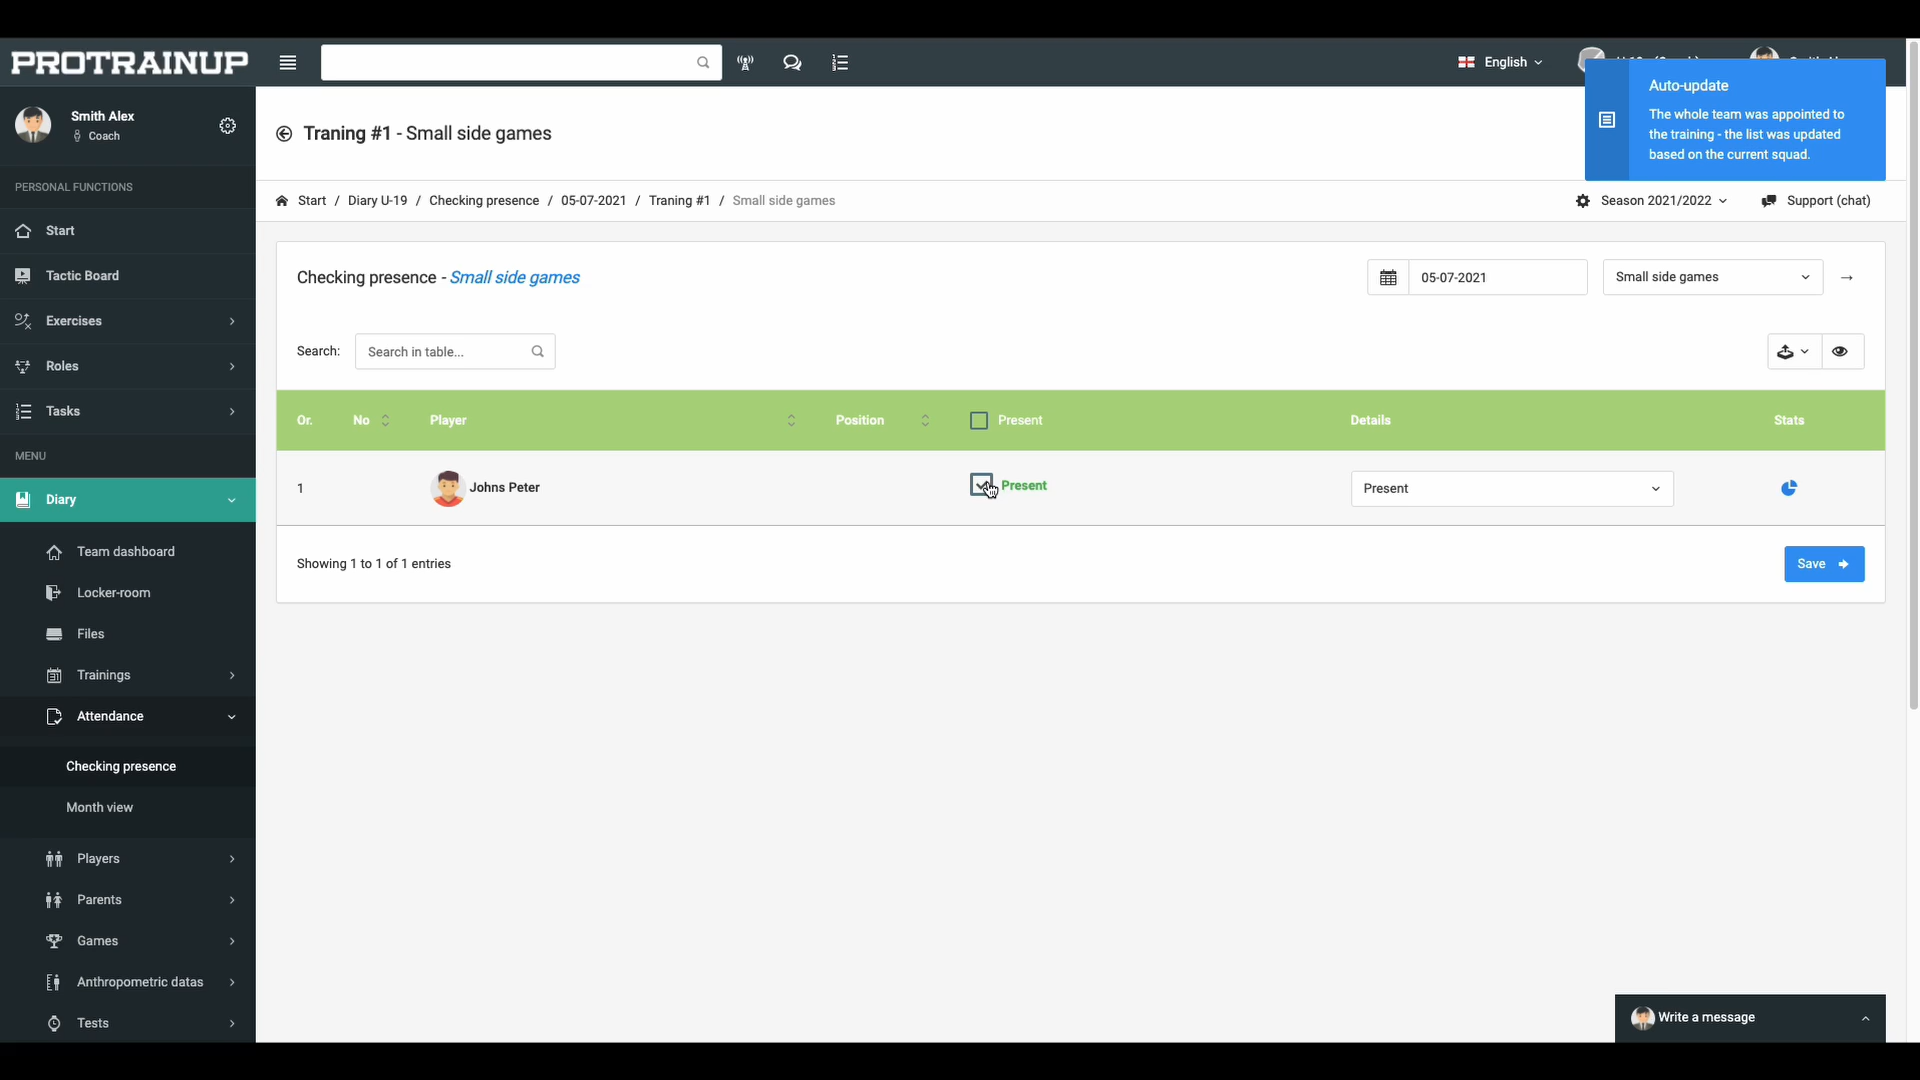 PROTRAINUP
English
Smith Alex
Coach
Traning #1 - Small side games
Auto-update
The whole team was appointed to
the training - the list was updated
based on the current squad.
PERSONAL FUNCTIONS
Start / Diary U-19 / Checking presence / 05-07-2021 / Traning #1 / Small side games
Season 2021/2022
Support (chat)
Start
Tactic Board
Exercises
Roles
Tasks
MENU
Diary
Team dashboard
Locker-room
Files
Trainings
Attendance
Checking presence
Month view
Players
Parents
Games
Anthropometric datas
Tests
Checking presence - Small side games
05-07-2021
Small side games
Search:
Search in table...
Or. No Player Position Present Details Stats
1 Johns Peter Present Present
Showing 1 to 1 of 1 entries
Save
Write a message